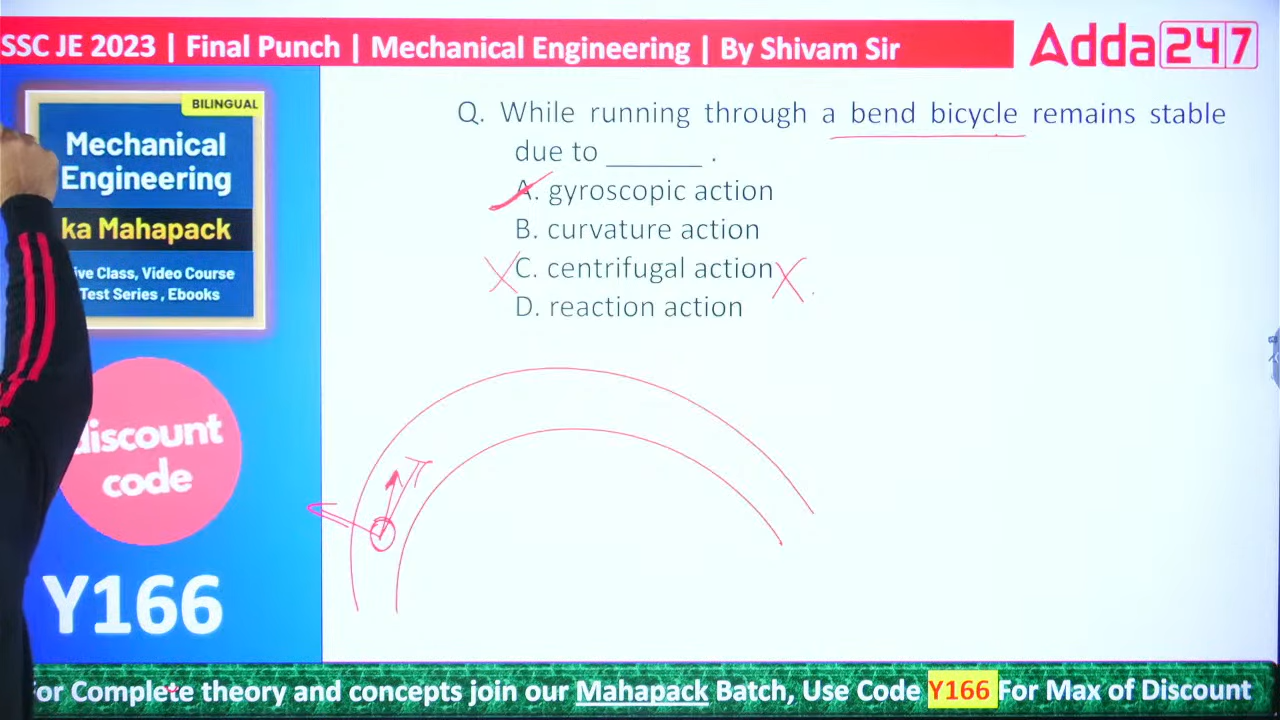 SSC JE 2023 | Final Punch | Mechanical Engineering | By Shivam Sir
Adda247
BILINGUAL
Mechanical
Engineering
ka Mahapack
ive Class, Video Course
Test Series , Ebooks
discount
code
Y166
Q. While running through a bend bicycle remains stable
due to _______ .
A. gyroscopic action
B. curvature action
C. centrifugal action
D. reaction action
For Complete theory and concepts join our Mahapack Batch, Use Code Y166 For Max of Discount